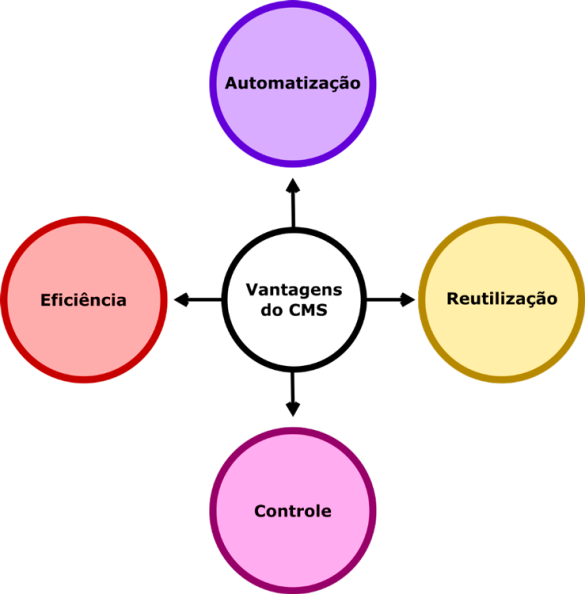 Automatização
Eficiência
Vantagens
do CMS
Reutilização
Controle